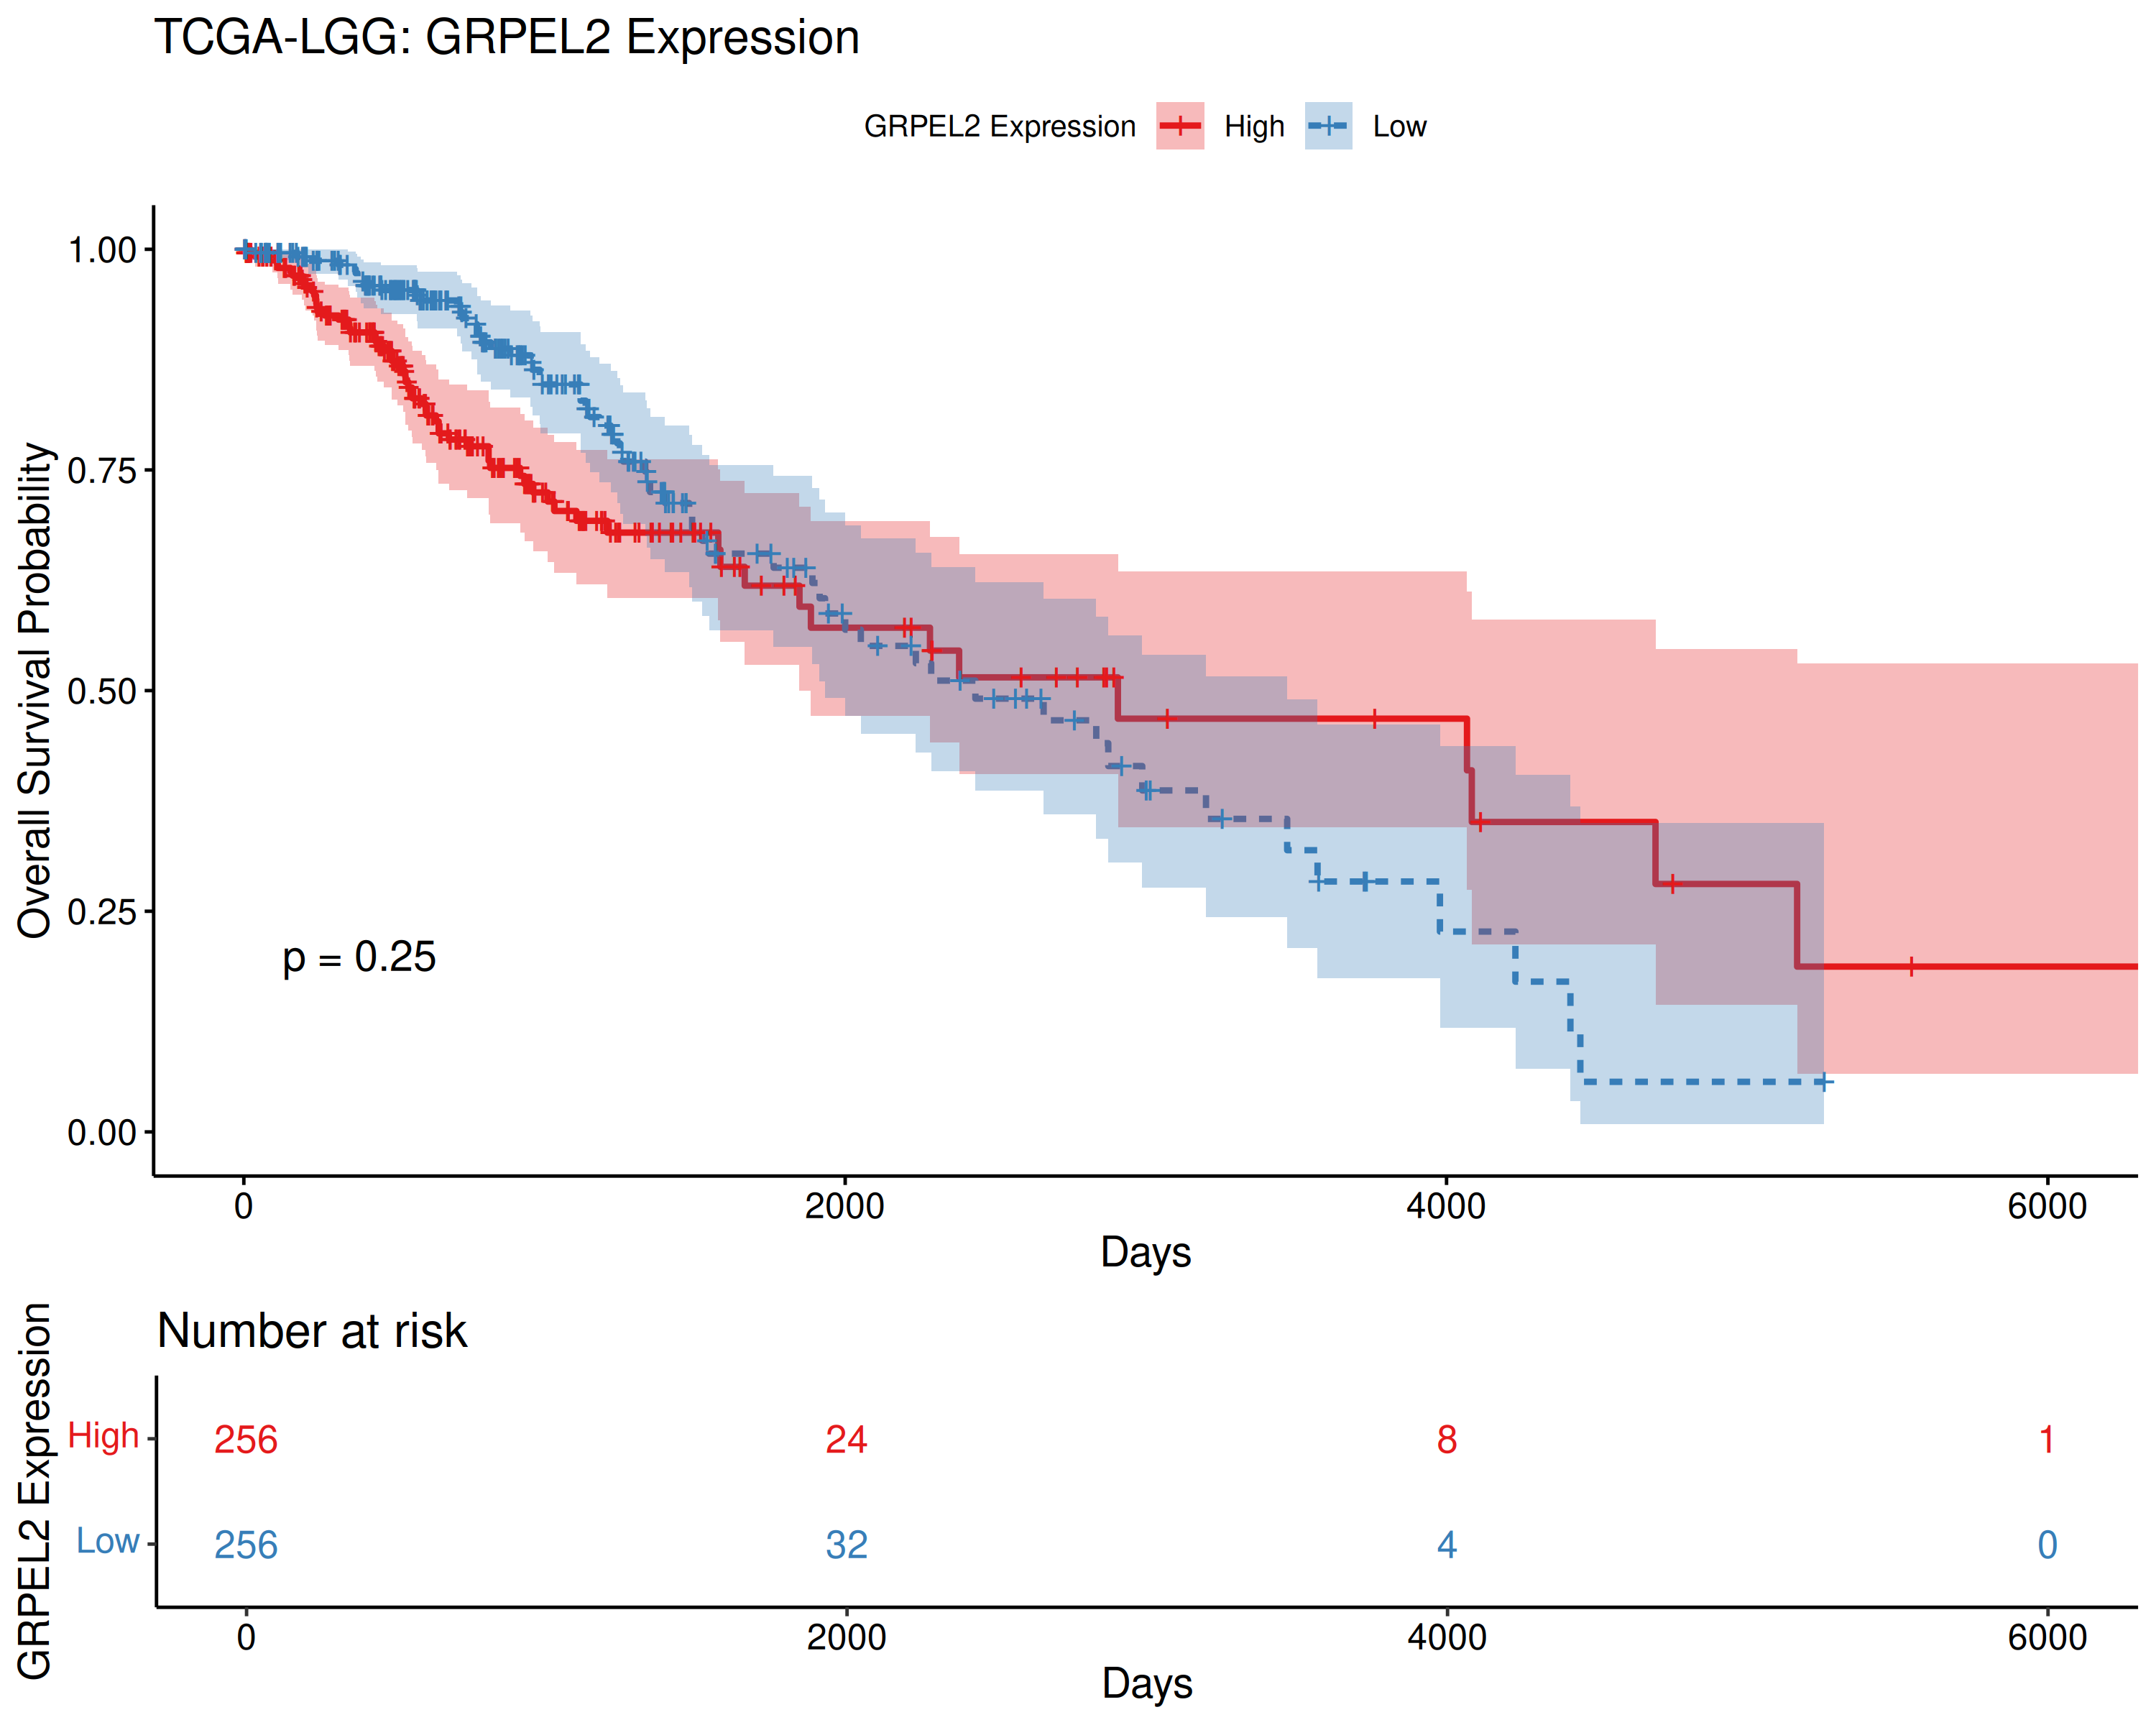 TCGA-LGG: GRPEL2 Expression
GRPEL2 Expression High Low
Overall Survival Probability
1.00
0.75
0.50
0.25
0.00
p = 0.25
0 2000 4000 6000
Days
Number at risk
GRPEL2 Expression
High 256 24 8 1
Low 256 32 4 0
0 2000 4000 6000
Days